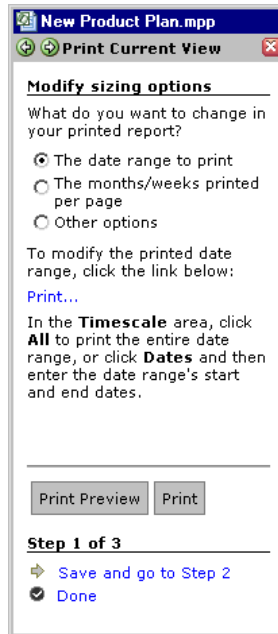 New Product Plan.mpp
Print Current View
Modify sizing options
What do you want to change in
your printed report?
The date range to print
The months/weeks printed
per page
Other options
To modify the printed date
range, click the link below:
Print...
In the Timescale area, click
All to print the entire date
range, or click Dates and then
enter the date range's start
and end dates.
Print Preview
Print
Step 1 of 3
Save and go to Step 2
Done